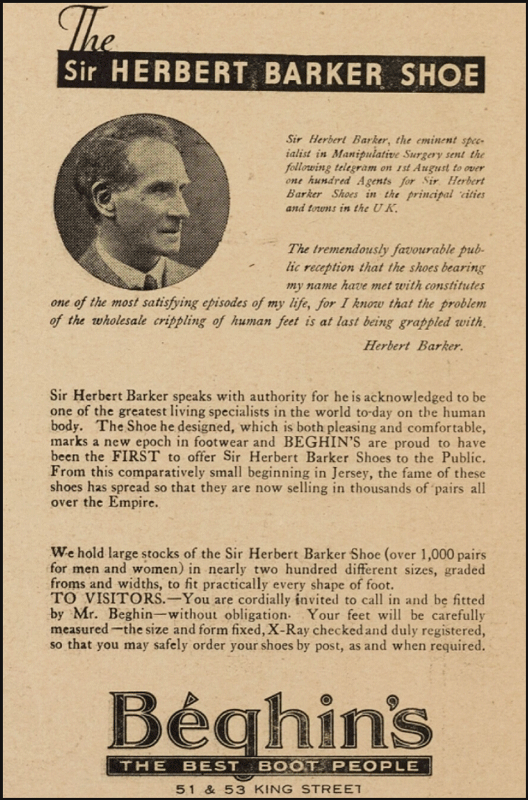 The
Sir HERBERT BARKER SHOE
Sir Herbert Barker, the eminent spec-
ialist in Manipulative Surgery sent the
following telegram on 1st August to over
one hundred Agents for Sir Herbert
Barker Shoes in the principal cities
and towns in the U K.
The tremendously favourable pub-
lic reception that the shoes bearing
my name have met with constitutes
one of the most satisfying episodes of my life, for I know that the problem
of the wholesale crippling of human feet is at last being grappled with.
Herbert Barker.
Sir Herbert Barker speaks with authority for he is acknowledged to be
one of the greatest living specialists in the world to-day on the human
body. The Shoe he designed, which is both pleasing and comfortable,
marks a new epoch in footwear and BEGHIN'S are proud to have
been the FIRST to offer Sir Herbert Barker Shoes to the Public.
From this comparatively small beginning in Jersey, the fame of these
shoes has spread so that they are now selling in thousands of pairs all
over the Empire.
We hold large stocks of the Sir Herbert Barker Shoe (over 1,000 pairs
for men and women) in nearly two hundred different sizes, graded
froms and widths, to fit practically every shape of foot.
TO VISITORS.—You are cordially invited to call in and be fitted
by Mr. Beghin—without obligation. Your feet will be carefully
measured—the size and form fixed, X-Ray checked and duly registered,
so that you may safely order your shoes by post, as and when required.
Béghin's
THE BEST BOOT PEOPLE
51 & 53 KING STREET